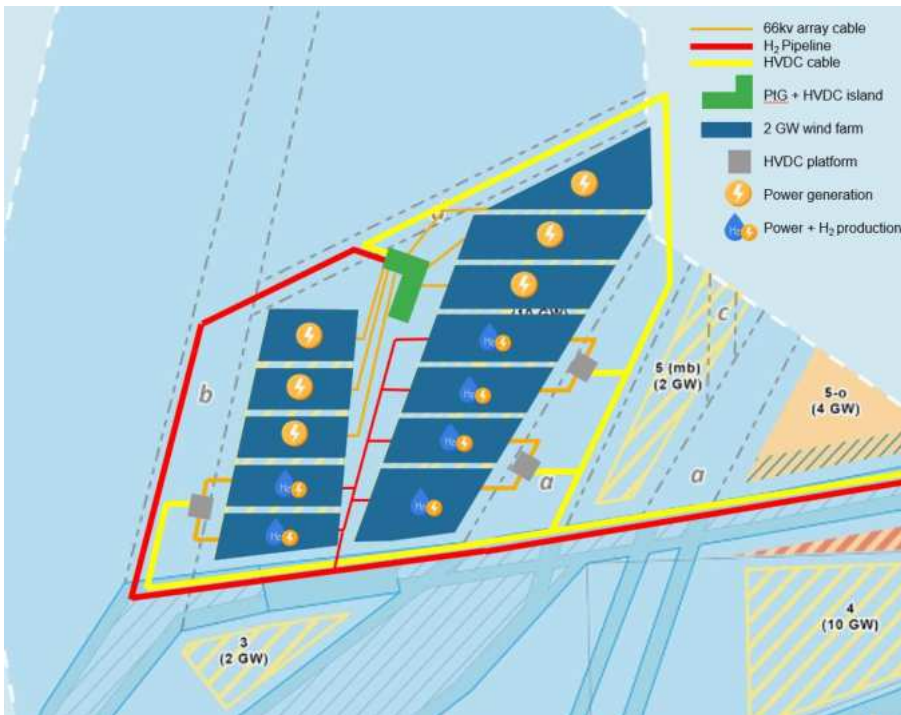 66kv array cable
H₂ Pipeline
HVDC cable
PtG + HVDC island
2 GW wind farm
HVDC platform
Power generation
Power + H₂ production
c
5 (mb)
(2 GW)
5-o
(4 GW)
b
a
a
3
(2 GW)
4
(10 GW)